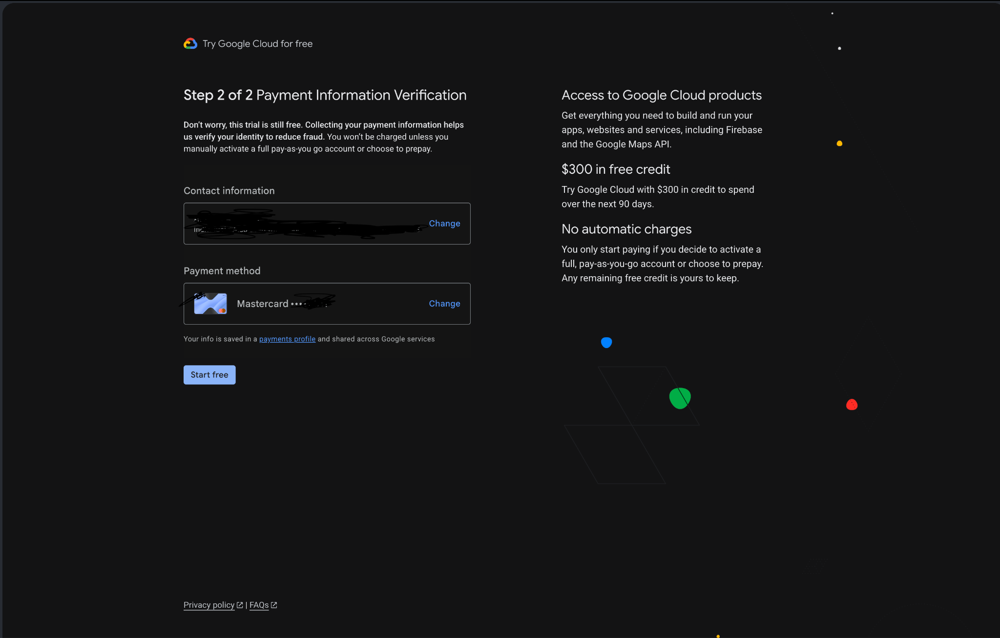 Try Google Cloud for free
Step 2 of 2 Payment Information Verification
Don’t worry, this trial is still free. Collecting your payment information helps
us verify your identity to reduce fraud. You won’t be charged unless you
manually activate a full pay-as-you go account or choose to prepay.
Contact information
Change
Payment method
Mastercard •••
Change
Your info is saved in a payments profile and shared across Google services
Start free
Access to Google Cloud products
Get everything you need to build and run your
apps, websites and services, including Firebase
and the Google Maps API.
$300 in free credit
Try Google Cloud with $300 in credit to spend
over the next 90 days.
No automatic charges
You only start paying if you decide to activate a
full, pay-as-you-go account or choose to prepay.
Any remaining free credit is yours to keep.
Privacy policy | FAQs